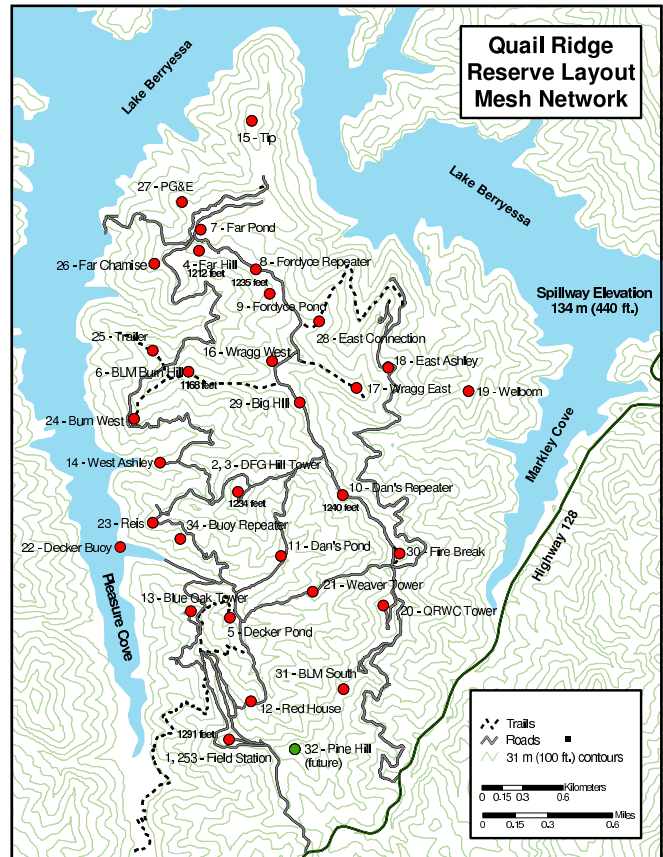 Quail Ridge
Reserve Layout
Mesh Network
Lake Berryessa
15 - Tip
Lake Berryessa
27 - PG&E
7 - Far Pond
26 - Far Chamise
4 - Far Hill
1212 feet
8 - Fordyce Repeater
1235 feet
9 - Fordyce Pond
Spillway Elevation
134 m (440 ft.)
28 - East Connection
25 - Trailer
16 - Wragg West
18 - East Ashley
6 - BLM Burn Hill
1168 feet
17 - Wragg East
19 - Welborn
29 - Big Hill
24 - Burn West
Markley Cove
14 - West Ashley
2, 3 - DFG Hill Tower
1234 feet
10 - Dan's Repeater
1240 feet
23 - Reis
34 - Buoy Repeater
Highway 128
22 - Decker Buoy
11 - Dan's Pond
30 - Fire Break
Pleasure Cove
13 - Blue Oak Tower
21 - Weaver Tower
20 - QRWC Tower
5 - Decker Pond
31 - BLM South
12 - Red House
1291 feet
1, 253 - Field Station
32 - Pine Hill
(future)
Trails
Roads
31 m (100 ft.) contours
Kilometers
0 0.15 0.3 0.6
Miles
0 0.15 0.3 0.6